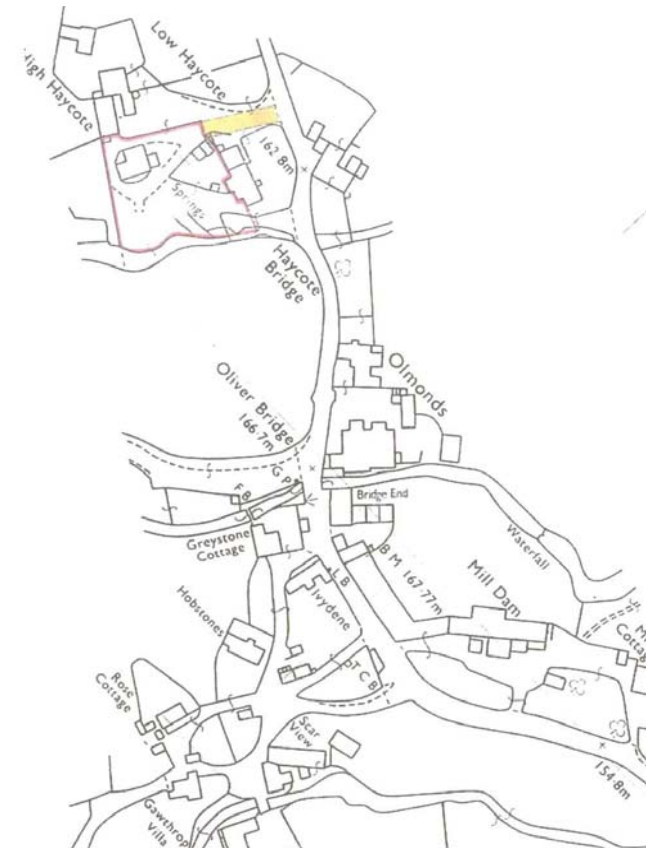 Low Haycote
High Haycote
162.8m
Springs
Haycote
Bridge
Olmonds
Oliver Bridge
166.7m
G P
F B
Bridge End
Greystone
Cottage
Waterfall
B M 167.77m
Mill Dam
L B
Ivydene
Hobstones
T C B
Rose
Cottage
Scar
View
154.8m
Gawthrop
Villa